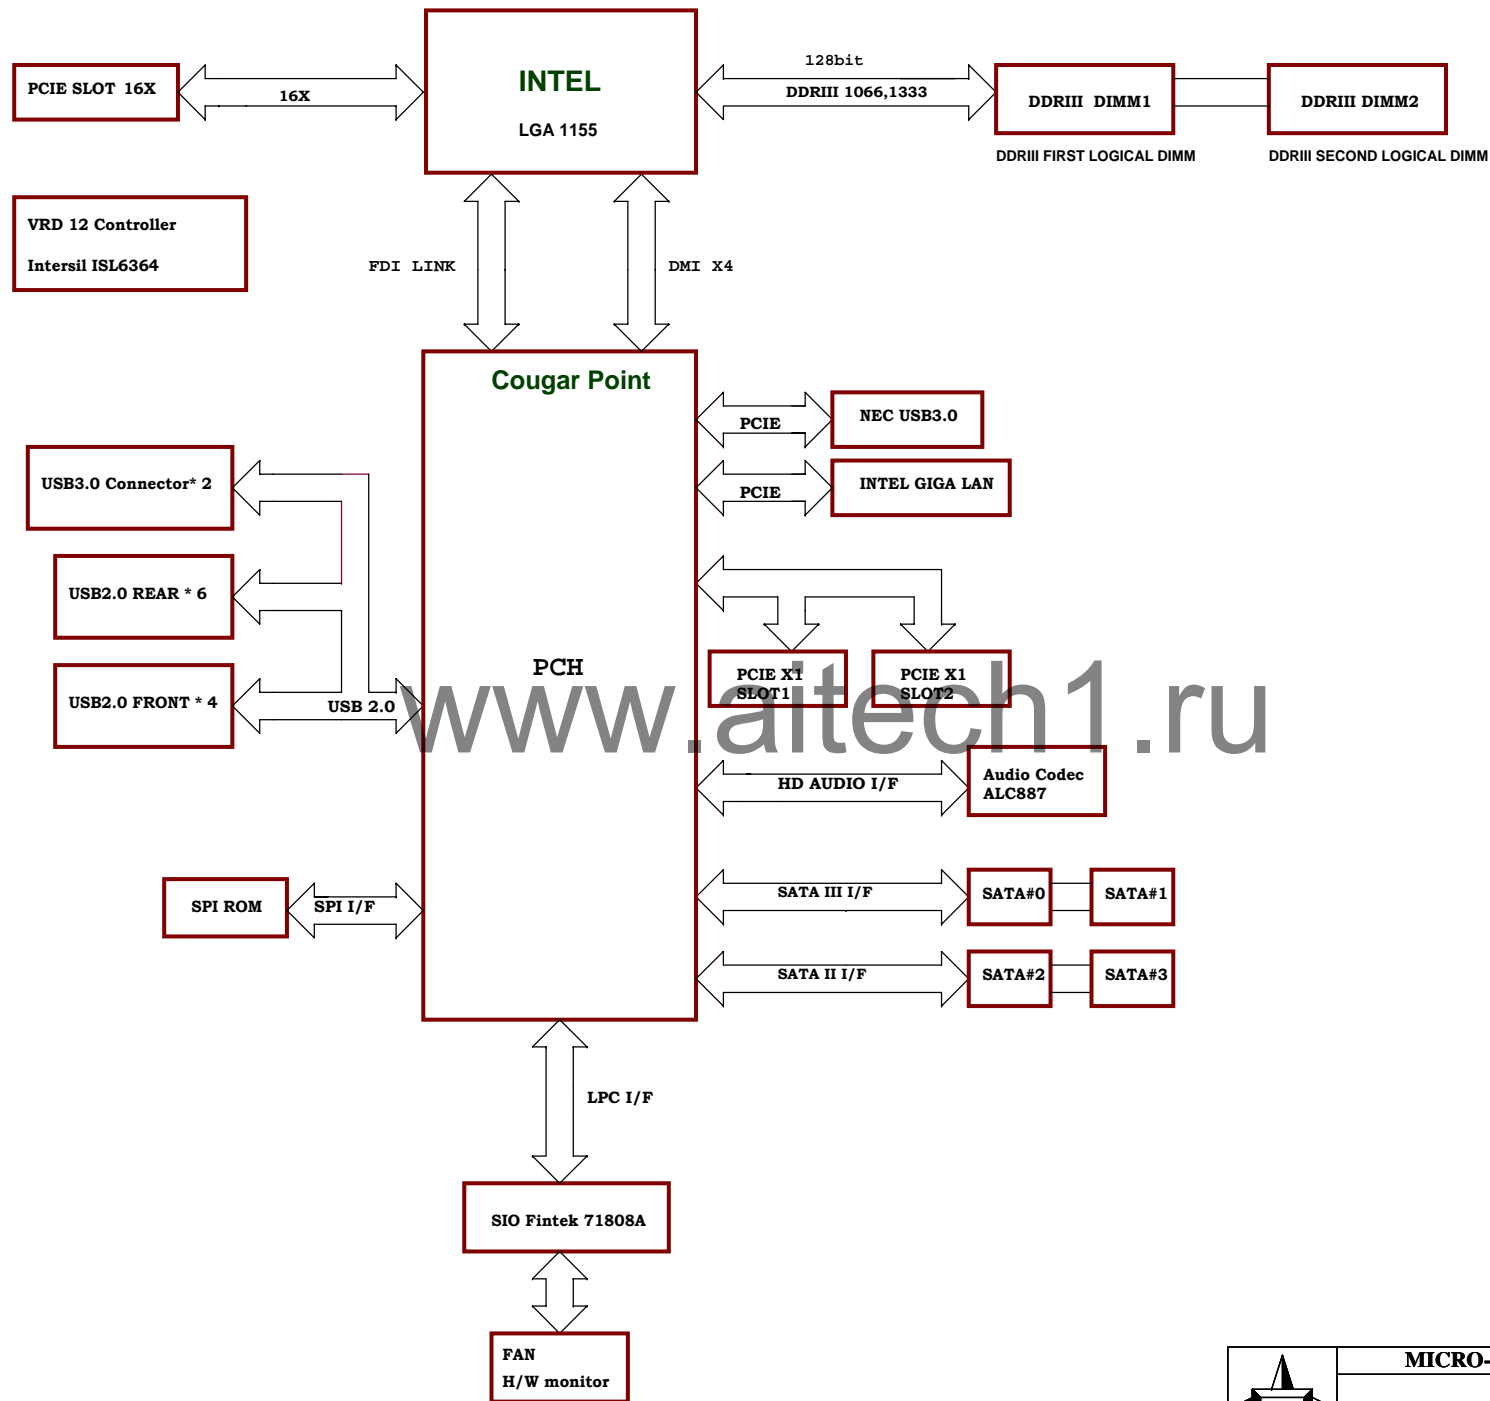 INTEL
LGA 1155
PCIE SLOT 16X
16X
128bit
DDRIII 1066,1333
DDRIII DIMM1
DDRIII DIMM2
DDRIII FIRST LOGICAL DIMM
DDRIII SECOND LOGICAL DIMM
VRD 12 Controller
Intersil ISL6364
FDI LINK
DMI X4
Cougar Point
PCH
PCIE
NEC USB3.0
PCIE
INTEL GIGA LAN
USB3.0 Connector* 2
USB2.0 REAR * 6
USB2.0 FRONT * 4
USB 2.0
PCIE X1
SLOT1
PCIE X1
SLOT2
www.aitech1.ru
HD AUDIO I/F
Audio Codec
ALC887
SPI ROM
SPI I/F
SATA III I/F
SATA#0
SATA#1
SATA II I/F
SATA#2
SATA#3
LPC I/F
SIO Fintek 71808A
FAN
H/W monitor
MICRO-